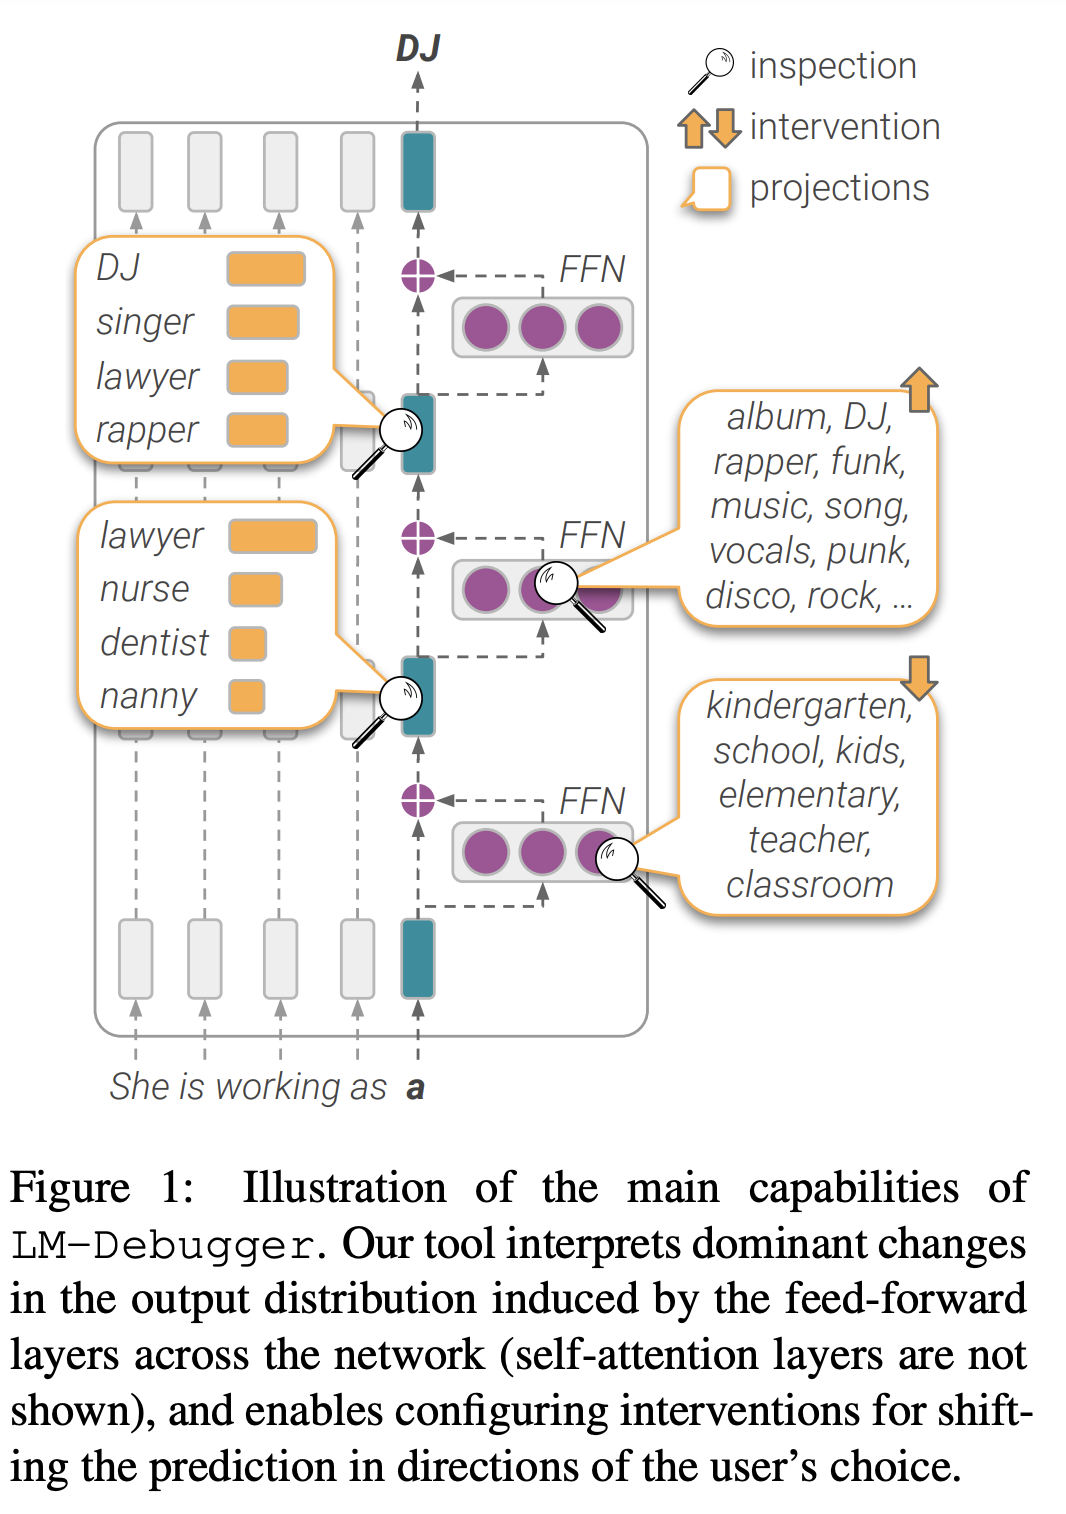 DJ
inspection
intervention
projections
DJ
singer
lawyer
rapper
FFN
album, DJ,
rapper, funk,
music, song,
vocals, punk,
disco, rock, ...
lawyer
nurse
dentist
nanny
FFN
kindergarten,
school, kids,
elementary,
teacher,
classroom
FFN
She is working as a
Figure 1: Illustration of the main capabilities of
LM-Debugger. Our tool interprets dominant changes
in the output distribution induced by the feed-forward
layers across the network (self-attention layers are not
shown), and enables configuring interventions for shift-
ing the prediction in directions of the user's choice.